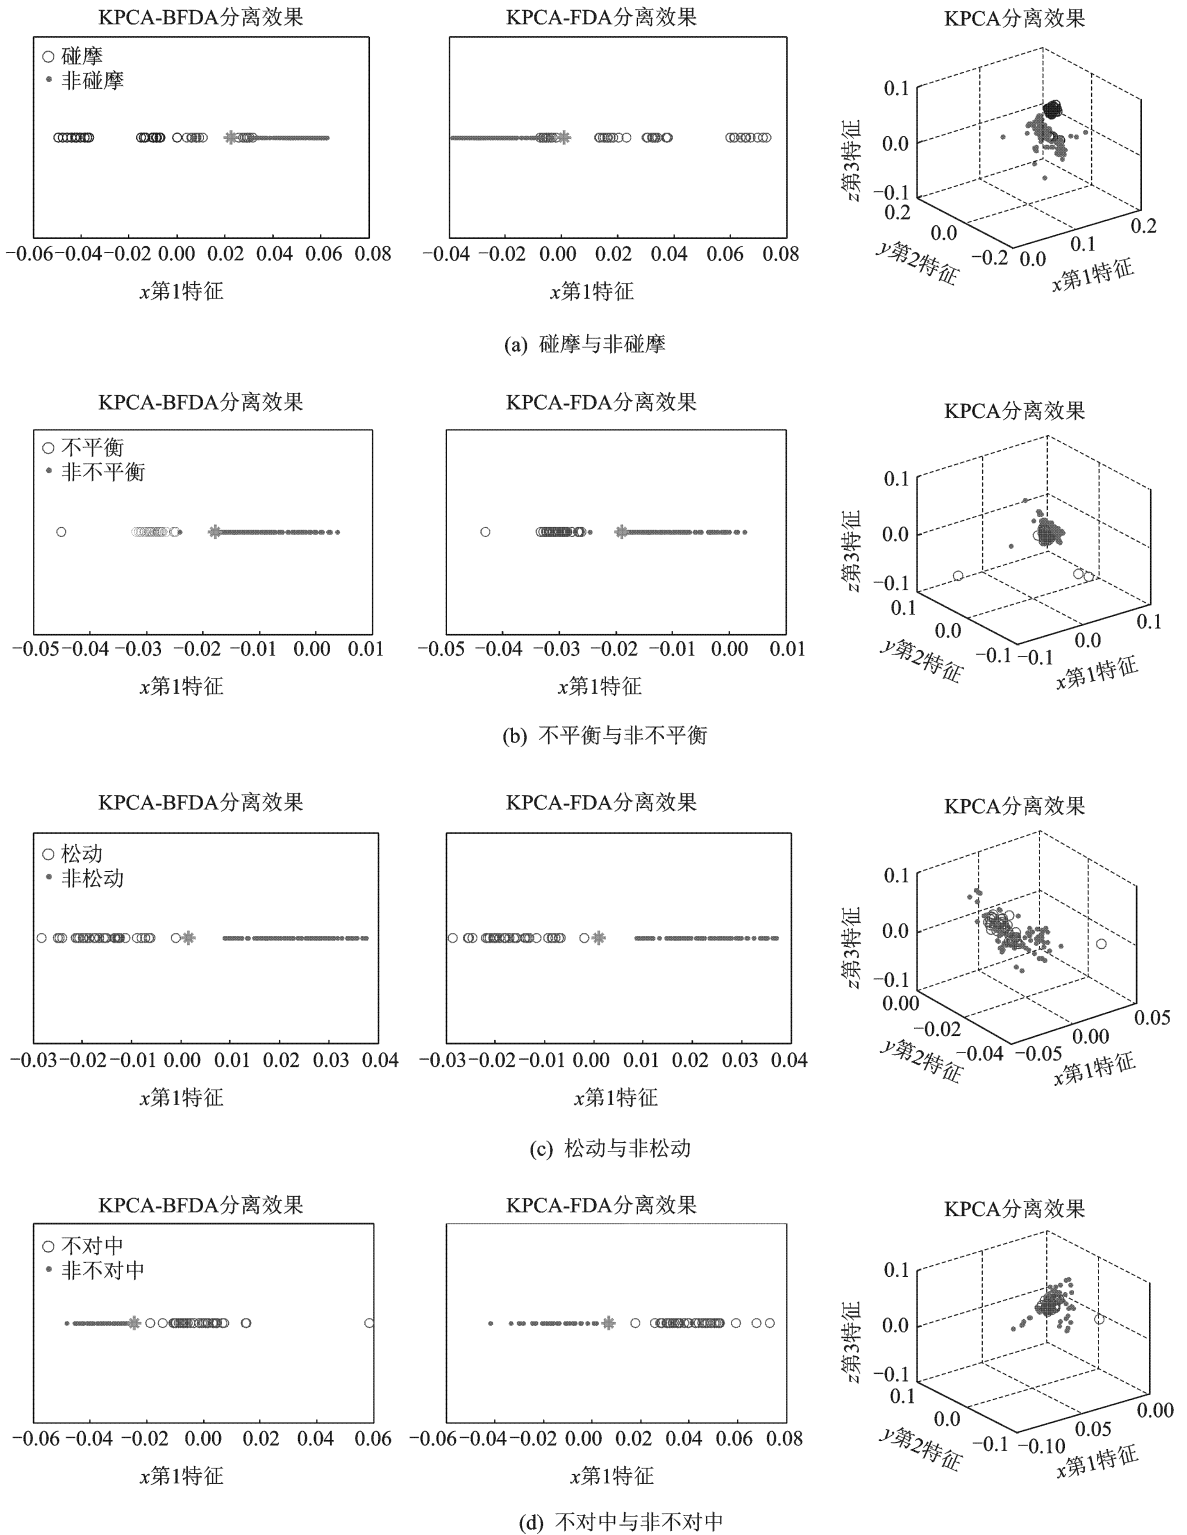 KPCA-BFDA分离效果
KPCA-FDA分离效果
KPCA分离效果
碰摩
非碰摩
0.1
0.0
−0.1
z第3特征
0.2
0.0
−0.2
y第2特征
0.0
0.1
0.2
x第1特征
−0.06 −0.04 −0.02 0.00 0.02 0.04 0.06 0.08
x第1特征
−0.04 −0.02 0.00 0.02 0.04 0.06 0.08
x第1特征
(a) 碰摩与非碰摩
KPCA-BFDA分离效果
KPCA-FDA分离效果
KPCA分离效果
不平衡
非不平衡
0.1
0.0
−0.1
z第3特征
0.1
0.0
−0.1
y第2特征
−0.1
0.0
0.1
x第1特征
−0.05 −0.04 −0.03 −0.02 −0.01 0.00 0.01
x第1特征
−0.05 −0.04 −0.03 −0.02 −0.01 0.00 0.01
x第1特征
(b) 不平衡与非不平衡
KPCA-BFDA分离效果
KPCA-FDA分离效果
KPCA分离效果
松动
非松动
0.1
0.0
−0.1
z第3特征
0.00
−0.02
−0.04
y第2特征
−0.05
0.00
0.05
x第1特征
−0.03 −0.02 −0.01 0.00 0.01 0.02 0.03 0.04
x第1特征
−0.03 −0.02 −0.01 0.00 0.01 0.02 0.03 0.04
x第1特征
(c) 松动与非松动
KPCA-BFDA分离效果
KPCA-FDA分离效果
KPCA分离效果
不对中
非不对中
0.1
0.0
−0.1
z第3特征
0.1
0.0
−0.1
y第2特征
−0.10
0.05
0.00
x第1特征
−0.06 −0.04 −0.02 0.00 0.02 0.04 0.06
x第1特征
−0.06 −0.04 −0.02 0.00 0.02 0.04 0.06 0.08
x第1特征
(d) 不对中与非不对中